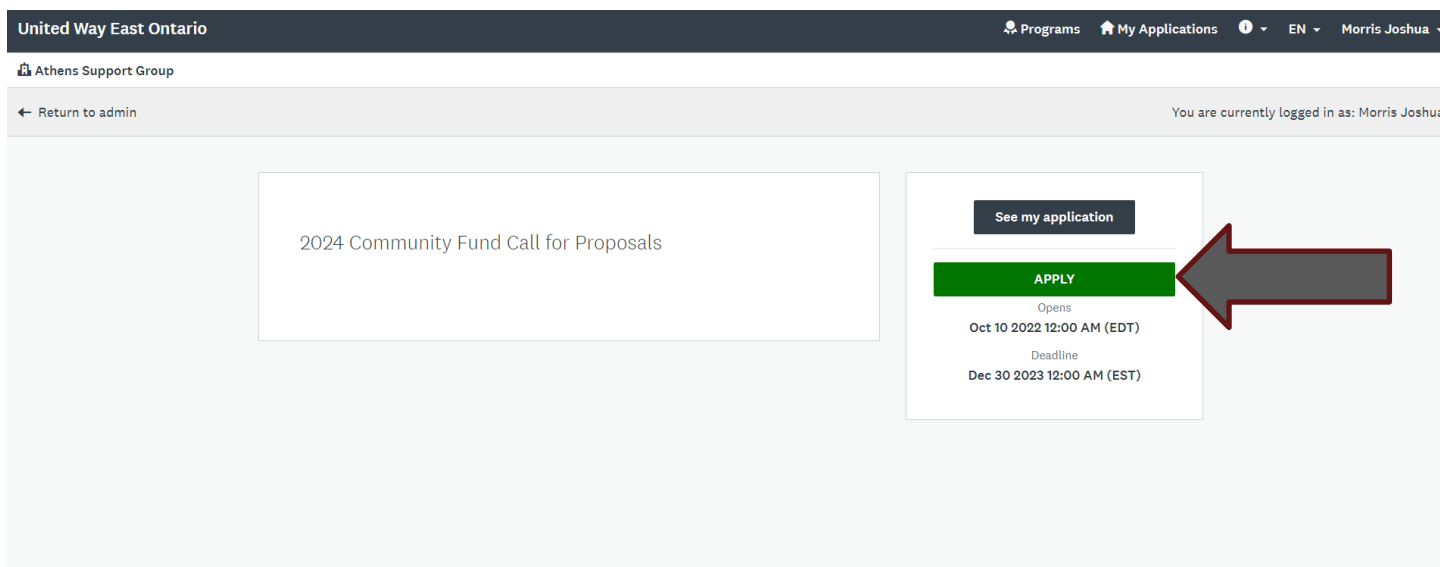 United Way East Ontario
Programs My Applications EN Morris Joshua
Athens Support Group
Return to admin
You are currently logged in as: Morris Joshua
2024 Community Fund Call for Proposals
See my application
APPLY
Opens
Oct 10 2022 12:00 AM (EDT)
Deadline
Dec 30 2023 12:00 AM (EST)